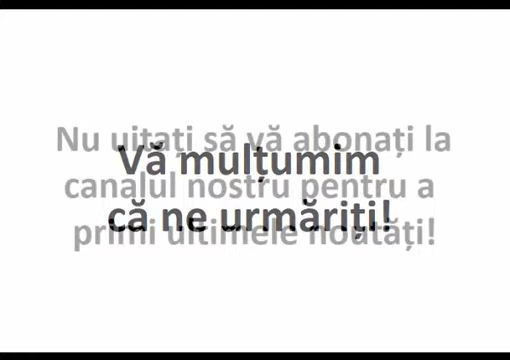 Nu uitați să vă abonați la
canalul nostru pentru a
primi ultimele noutăți!
Vă mulțumim
că ne urmăriți!